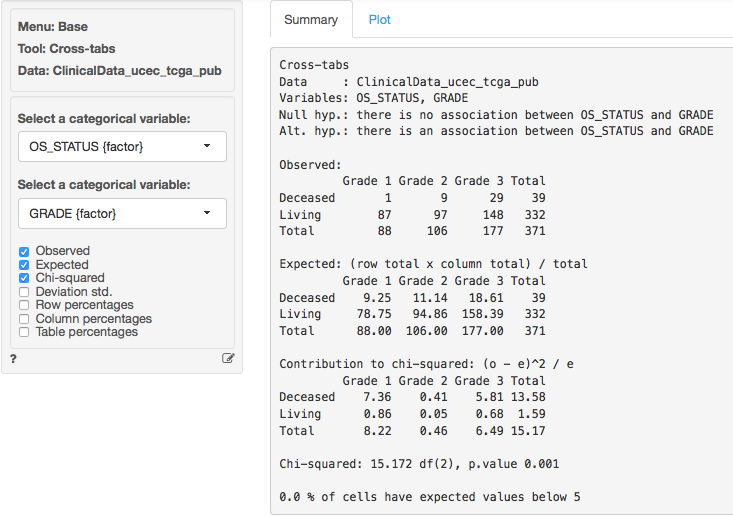 Menu: Base
Tool: Cross-tabs
Data: ClinicalData_ucec_tcga_pub
Select a categorical variable:
OS_STATUS {factor}
Select a categorical variable:
GRADE {factor}
Observed
Expected
Chi-squared
Deviation std.
Row percentages
Column percentages
Table percentages
?
Summary Plot
Cross-tabs
Data     : ClinicalData_ucec_tcga_pub
Variables: OS_STATUS, GRADE
Null hyp.: there is no association between OS_STATUS and GRADE
Alt. hyp.: there is an association between OS_STATUS and GRADE
Observed:
         Grade 1 Grade 2 Grade 3 Total
Deceased       1       9      29    39
Living        87      97     148   332
Total         88     106     177   371
Expected: (row total x column total) / total
         Grade 1 Grade 2 Grade 3 Total
Deceased    9.25   11.14   18.61    39
Living     78.75   94.86  158.39   332
Total      88.00  106.00  177.00   371
Contribution to chi-squared: (o - e)^2 / e
         Grade 1 Grade 2 Grade 3 Total
Deceased    7.36    0.41    5.81 13.58
Living      0.86    0.05    0.68  1.59
Total       8.22    0.46    6.49 15.17
Chi-squared: 15.172 df(2), p.value 0.001
0.0 % of cells have expected values below 5